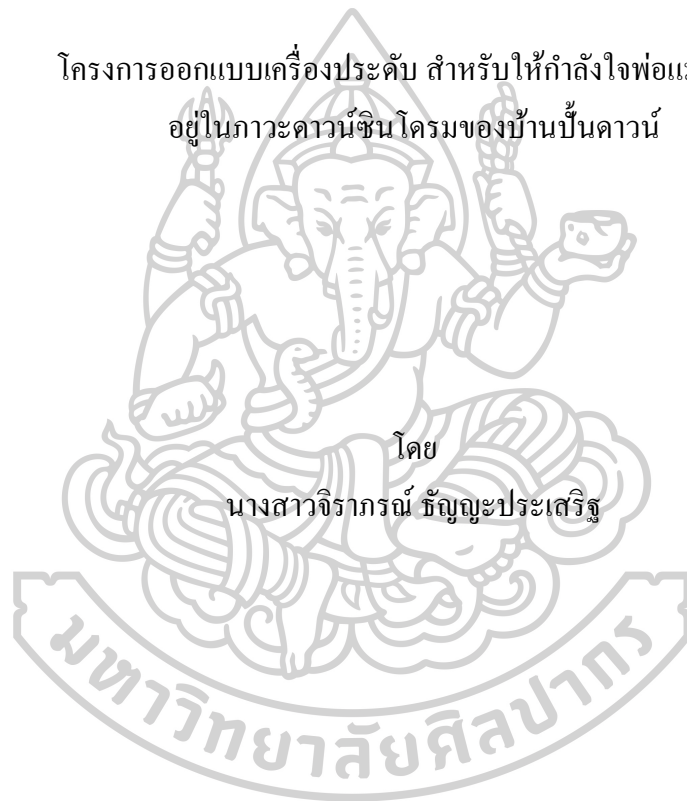 โครงการออกแบบเครื่องประดับ สำหรับให้กำลังใจ
อยู่ในภาวะดาวน์ซินโดรมของบ้านปั้นดาวน์
โดย
นางสาวจิราภรณ์ ธัญญะประเสริฐ
มหาวิทยาลัยศิลปากร